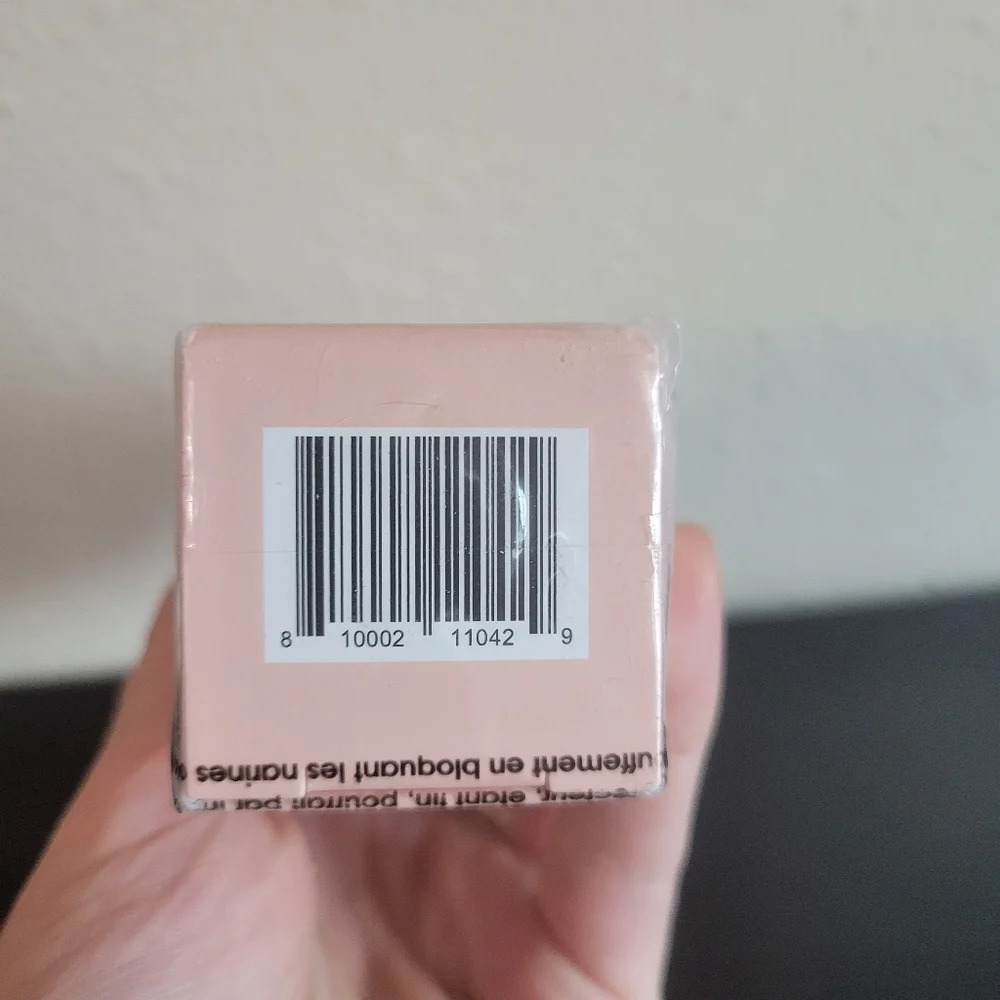 8 10002 11042 9
étant fin, pourrait par
uffement en bloquant les narines